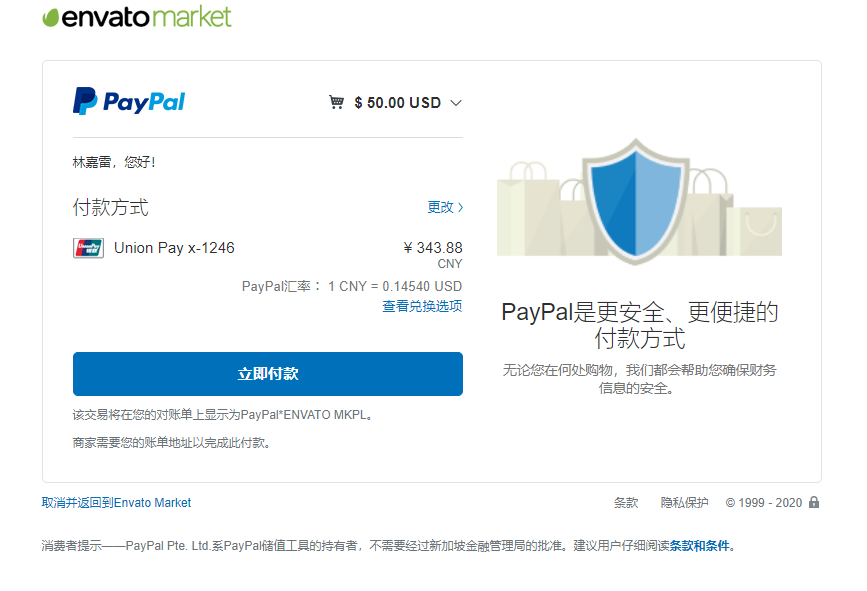 envato market
PayPal
$ 50.00 USD
林嘉雷，您好！
付款方式
更改
UnionPay
Union Pay x-1246
¥ 343.88
CNY
PayPal汇率： 1 CNY = 0.14540 USD
查看兑换选项
立即付款
该交易将在您的对账单上显示为PayPal*ENVATO MKPL。
商家需要您的账单地址以完成此付款。
PayPal是更安全、更便捷的
付款方式
无论您在何处购物，我们都会帮助您确保财务
信息的安全。
取消并返回到Envato Market
条款 隐私保护 © 1999 - 2020
消费者提示——PayPal Pte. Ltd.系PayPal储值工具的持有者，不需要经过新加坡金融管理局的批准。建议用户仔细阅读条款和条件。